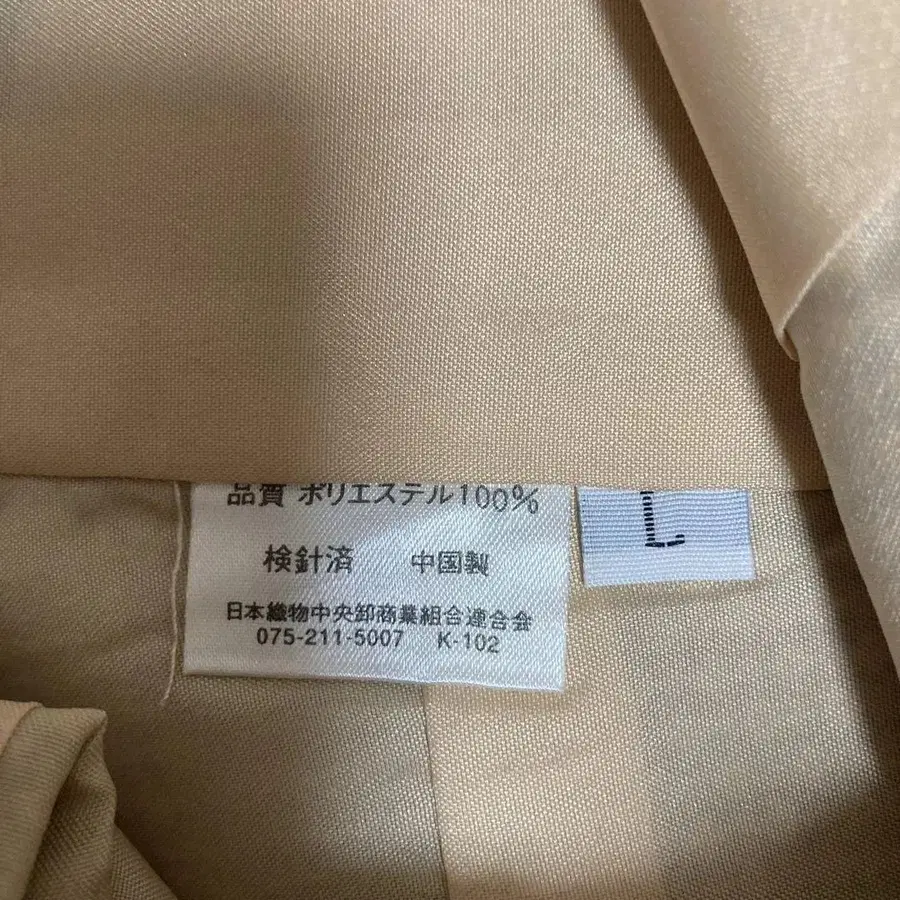 品質 ポリエステル100%
検針済 中国製
日本織物中央卸商業組合連合会
075-211-5007 K-102
L